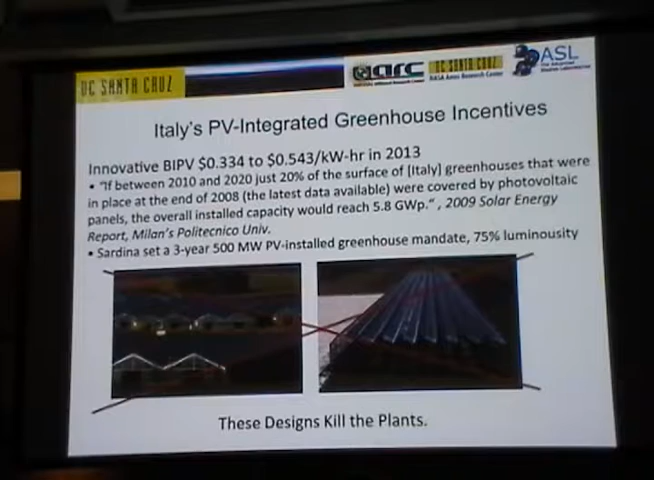 UC SANTA CRUZ
arc UC SANTA CRUZ ASL
NASA Ames Research Center
Italy's PV-Integrated Greenhouse Incentives
Innovative BIPV $0.334 to $0.543/kW-hr in 2013
• "If between 2010 and 2020 just 20% of the surface of [Italy] greenhouses that were
in place at the end of 2008 (the latest data available) were covered by photovoltaic
panels, the overall installed capacity would reach 5.8 GWp.", 2009 Solar Energy
Report, Milan's Politecnico Univ.
• Sardina set a 3-year 500 MW PV-installed greenhouse mandate, 75% luminousity
These Designs Kill the Plants.